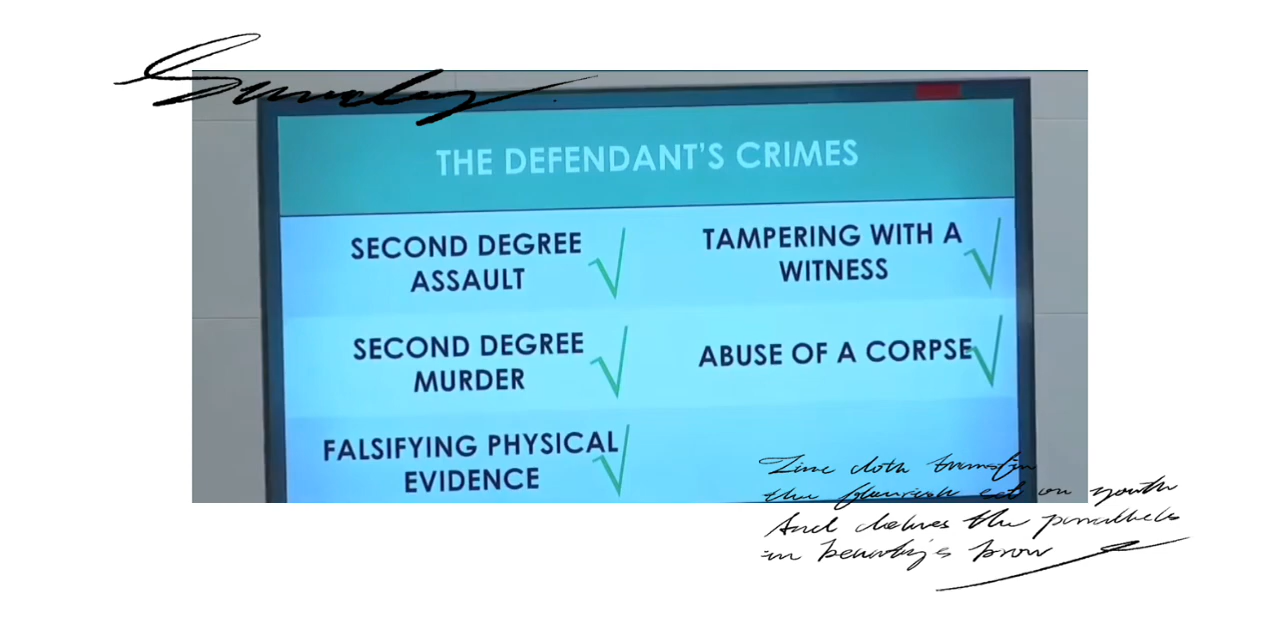 Sunday
THE DEFENDANT'S CRIMES
SECOND DEGREE
ASSAULT
TAMPERING WITH A
WITNESS
SECOND DEGREE
MURDER
ABUSE OF A CORPSE
FALSIFYING PHYSICAL
EVIDENCE
Time doth transfix
the flourish set on youth
And delves the parallels
in beauty's brow